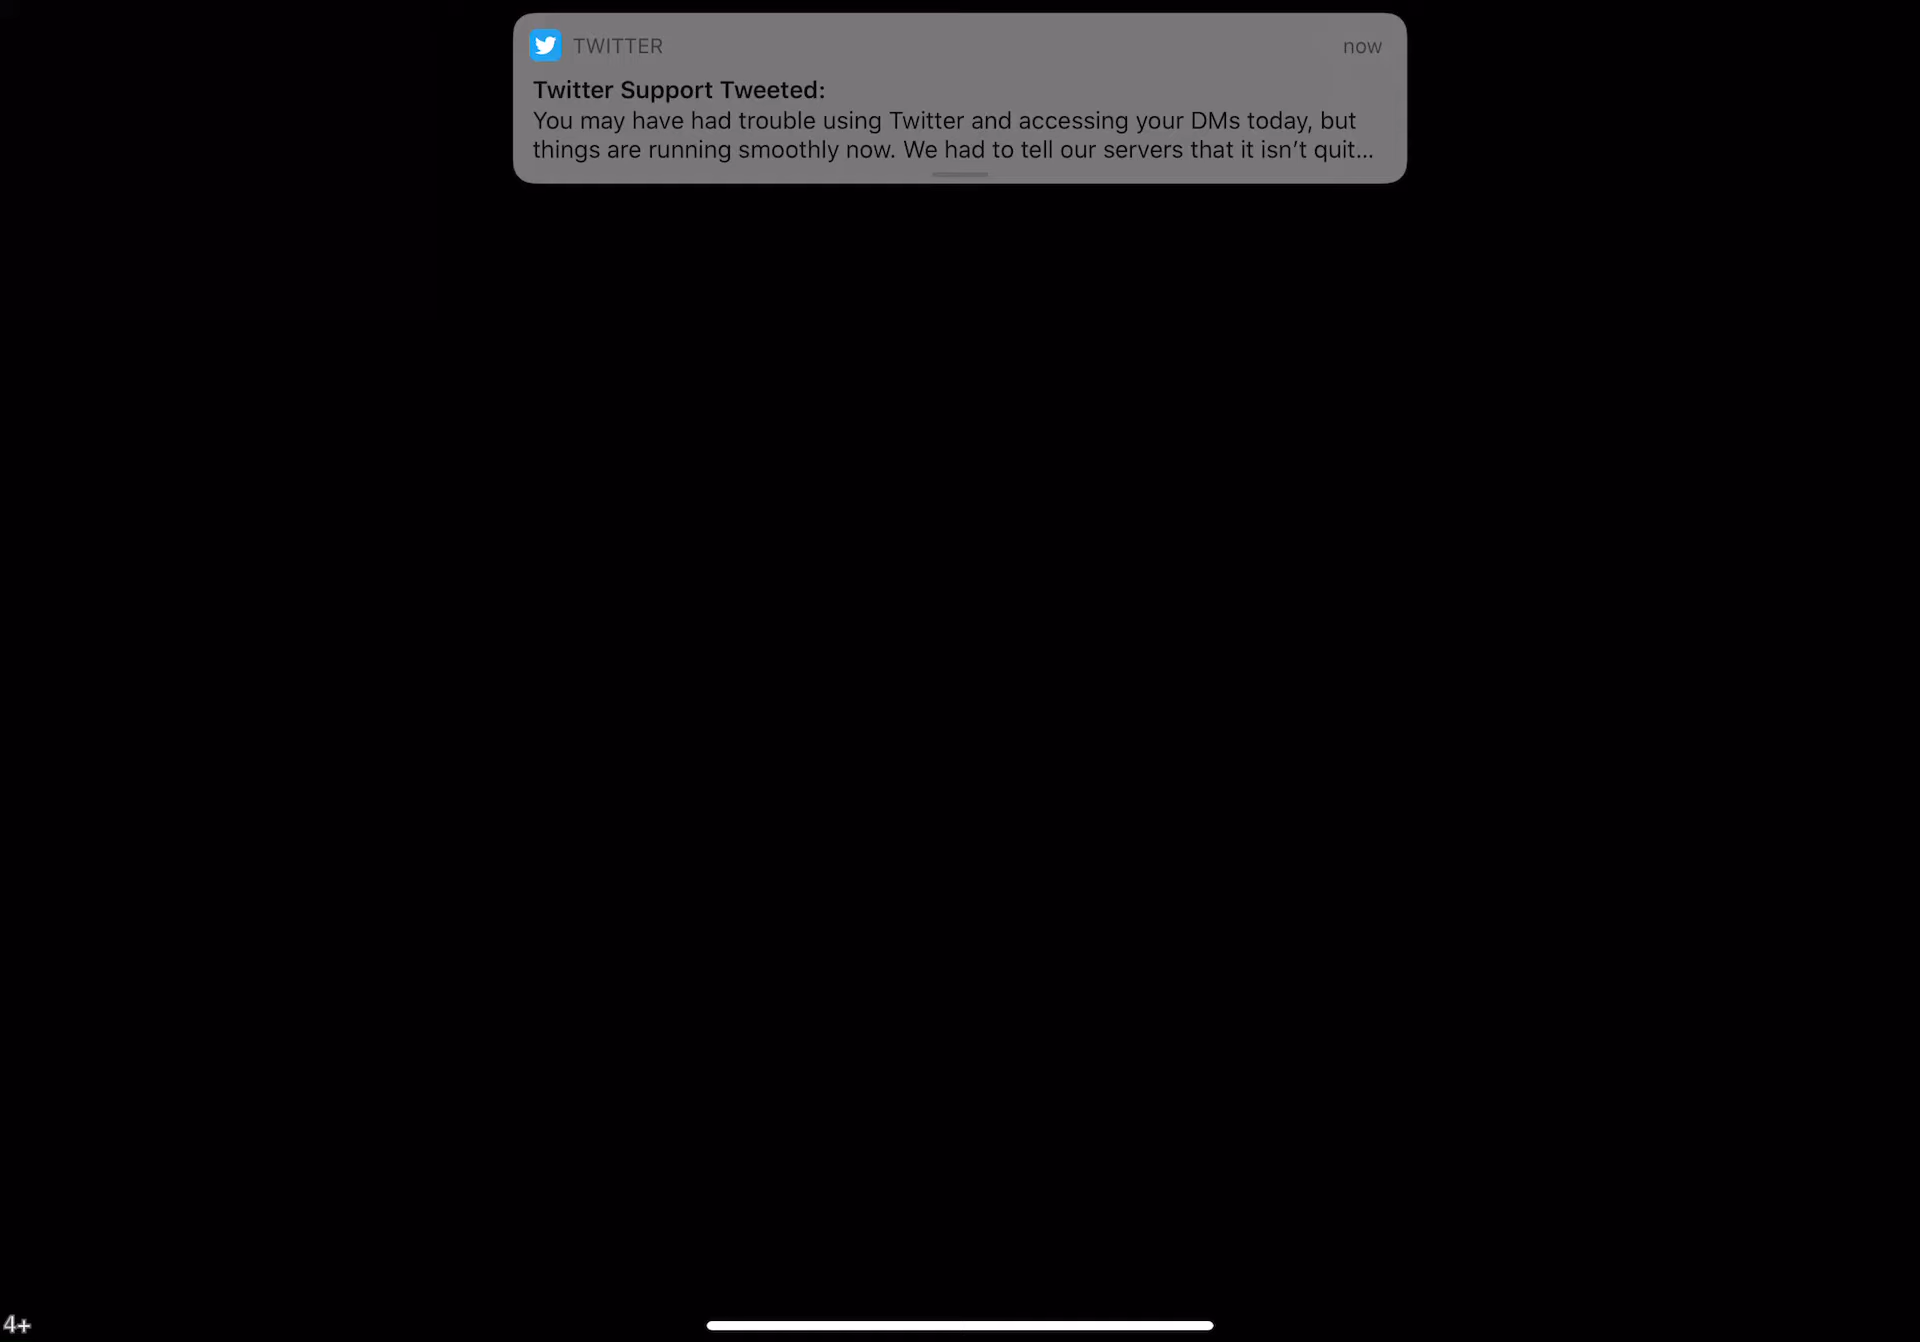 TWITTER now
Twitter Support Tweeted:
You may have had trouble using Twitter and accessing your DMs today, but
things are running smoothly now. We had to tell our servers that it isn’t quit…
4+